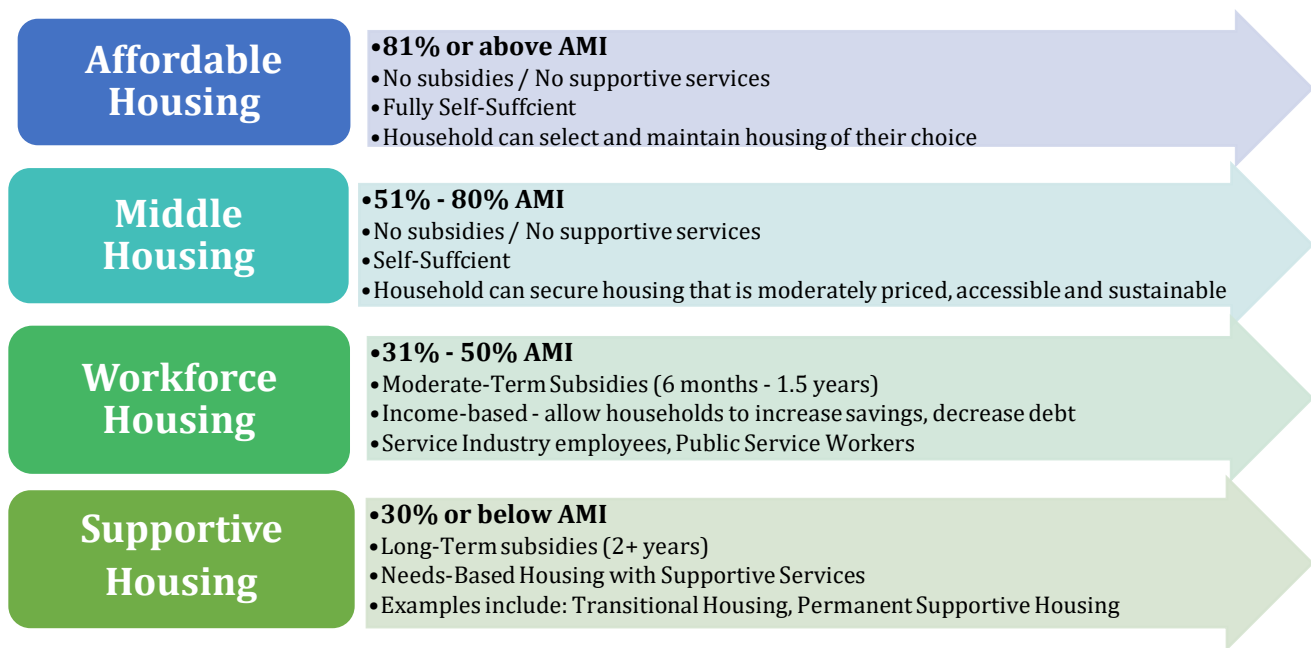 Affordable
Housing
•81% or above AMI
•No subsidies / No supportive services
•Fully Self-Suffcient
•Household can select and maintain housing of their choice
Middle
Housing
•51% - 80% AMI
•No subsidies / No supportive services
•Self-Suffcient
•Household can secure housing that is moderately priced, accessible and sustainable
Workforce
Housing
•31% - 50% AMI
•Moderate-Term Subsidies (6 months - 1.5 years)
•Income-based - allow households to increase savings, decrease debt
•Service Industry employees, Public Service Workers
Supportive
Housing
•30% or below AMI
•Long-Term subsidies (2+ years)
•Needs-Based Housing with Supportive Services
•Examples include: Transitional Housing, Permanent Supportive Housing